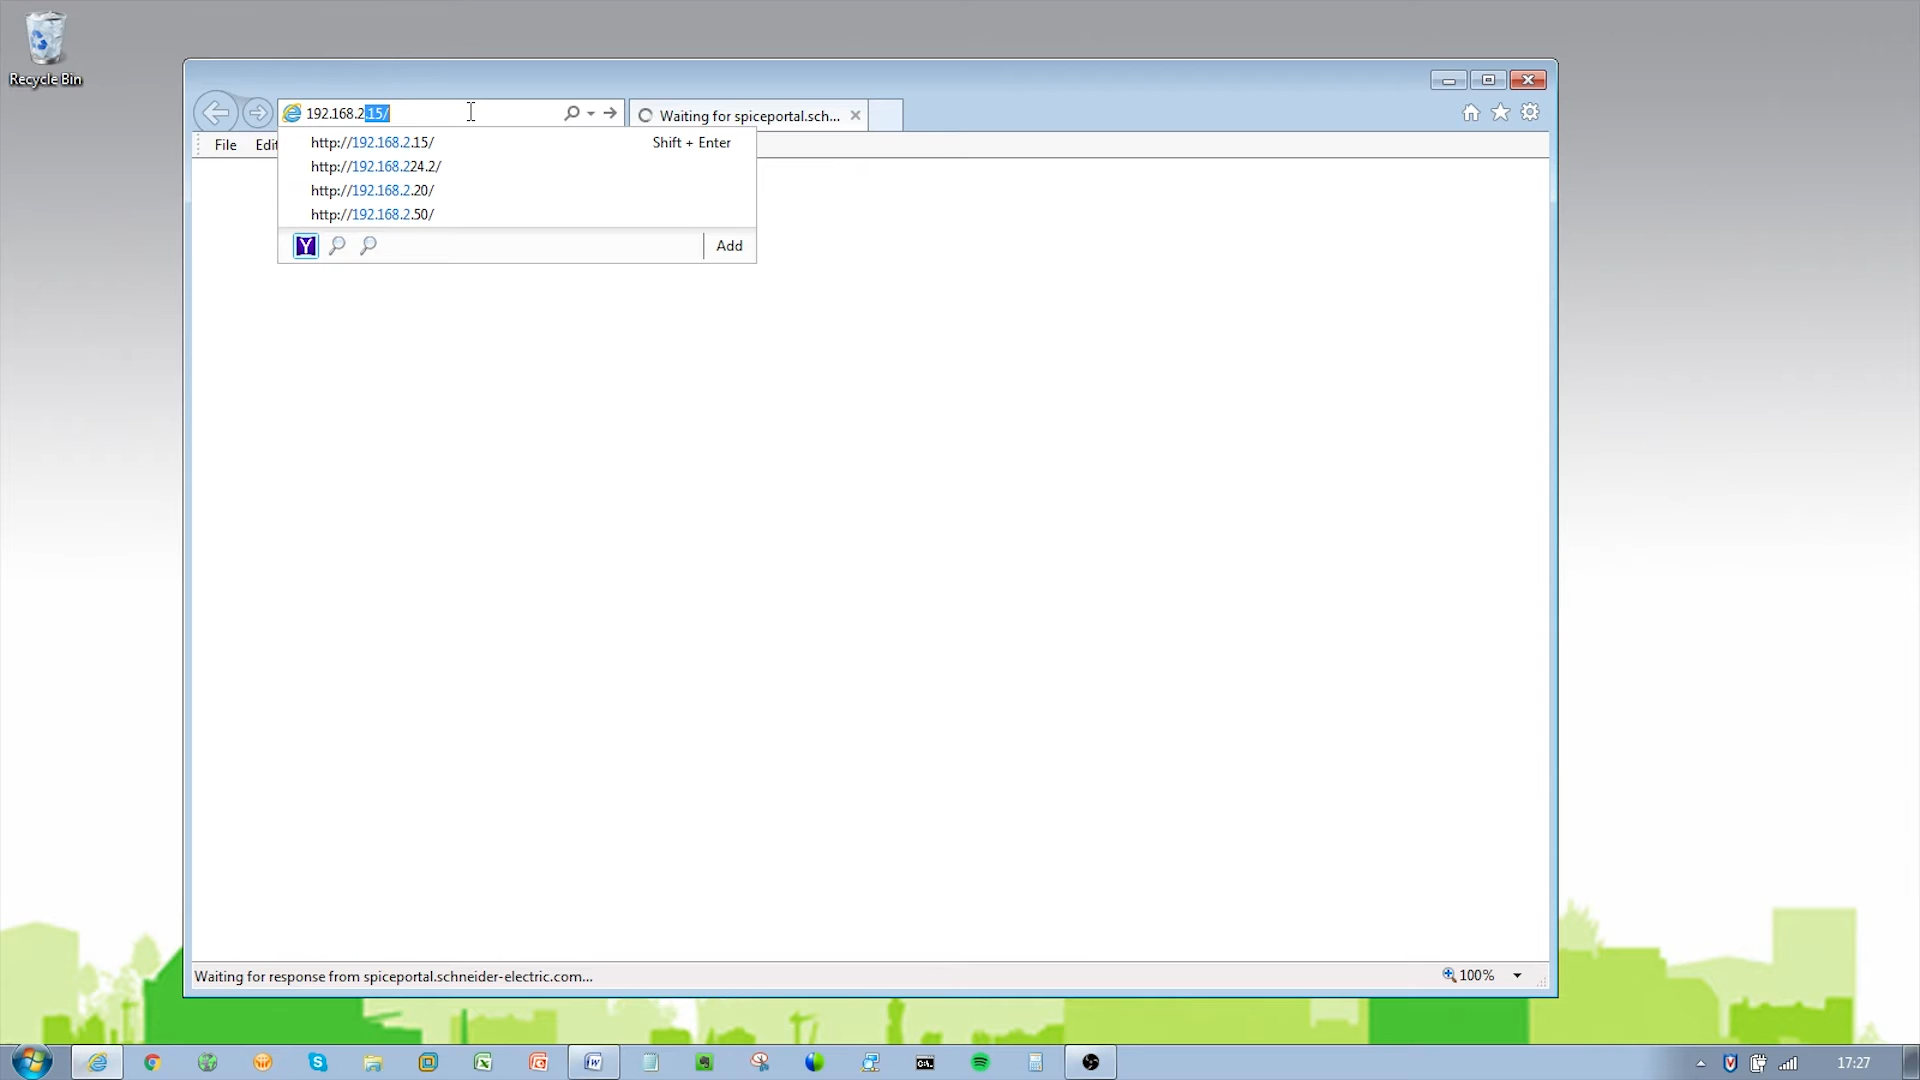 Recycle Bin
192.168.2.15/
Waiting for spiceportal.sch...
File Edit
http://192.168.2.15/ Shift + Enter
http://192.168.224.2/
http://192.168.2.20/
http://192.168.2.50/
Y Add
Waiting for response from spiceportal.schneider-electric.com...
100%
17:27